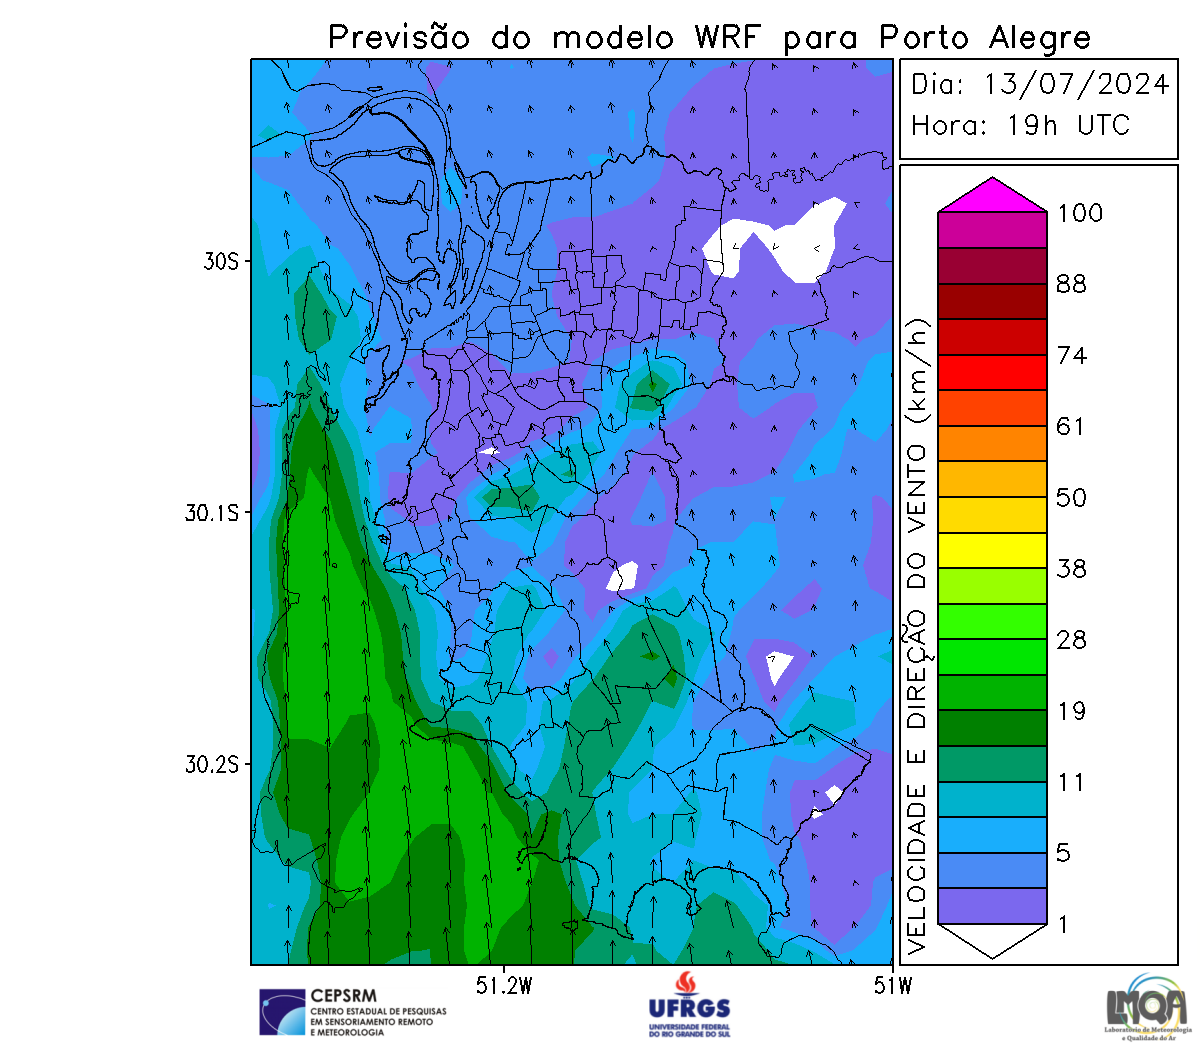 Previsão do modelo WRF para Porto Alegre
Dia: 13/07/2024
Hora: 19h UTC
30S
30.1S
30.2S
51.2W
51W
VELOCIDADE E DIREÇÃO DO VENTO (km/h)
100
88
74
61
50
38
28
19
11
5
1
CEPSRM
CENTRO ESTADUAL DE PESQUISAS
EM SENSORIAMENTO REMOTO
E METEOROLOGIA
UFRGS
UNIVERSIDADE FEDERAL
DO RIO GRANDE DO SUL
LMQA
Laboratório de Meteorologia
e Qualidade do Ar